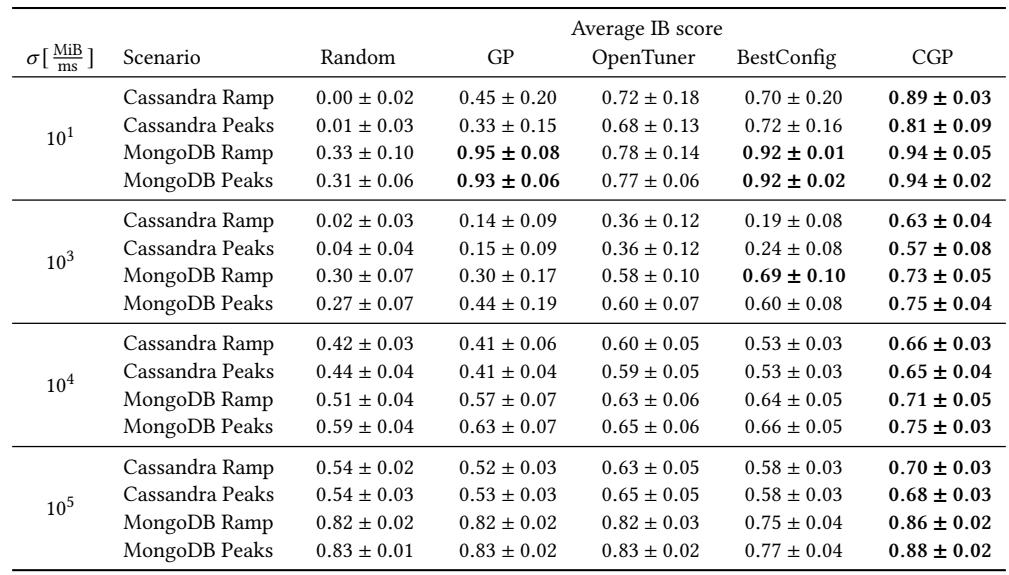 Average IB score
σ[ MiB/ms ] Scenario Random GP OpenTuner BestConfig CGP
Cassandra Ramp 0.00 ± 0.02 0.45 ± 0.20 0.72 ± 0.18 0.70 ± 0.20 0.89 ± 0.03
Cassandra Peaks 0.01 ± 0.03 0.33 ± 0.15 0.68 ± 0.13 0.72 ± 0.16 0.81 ± 0.09
10¹
MongoDB Ramp 0.33 ± 0.10 0.95 ± 0.08 0.78 ± 0.14 0.92 ± 0.01 0.94 ± 0.05
MongoDB Peaks 0.31 ± 0.06 0.93 ± 0.06 0.77 ± 0.06 0.92 ± 0.02 0.94 ± 0.02
Cassandra Ramp 0.02 ± 0.03 0.14 ± 0.09 0.36 ± 0.12 0.19 ± 0.08 0.63 ± 0.04
Cassandra Peaks 0.04 ± 0.04 0.15 ± 0.09 0.36 ± 0.12 0.24 ± 0.08 0.57 ± 0.08
10³
MongoDB Ramp 0.30 ± 0.07 0.30 ± 0.17 0.58 ± 0.10 0.69 ± 0.10 0.73 ± 0.05
MongoDB Peaks 0.27 ± 0.07 0.44 ± 0.19 0.60 ± 0.07 0.60 ± 0.08 0.75 ± 0.04
Cassandra Ramp 0.42 ± 0.03 0.41 ± 0.06 0.60 ± 0.05 0.53 ± 0.03 0.66 ± 0.03
Cassandra Peaks 0.44 ± 0.04 0.41 ± 0.04 0.59 ± 0.05 0.53 ± 0.03 0.65 ± 0.04
10⁴
MongoDB Ramp 0.51 ± 0.04 0.57 ± 0.07 0.63 ± 0.06 0.64 ± 0.05 0.71 ± 0.05
MongoDB Peaks 0.59 ± 0.04 0.63 ± 0.07 0.65 ± 0.06 0.66 ± 0.05 0.75 ± 0.03
Cassandra Ramp 0.54 ± 0.02 0.52 ± 0.03 0.63 ± 0.05 0.58 ± 0.03 0.70 ± 0.03
Cassandra Peaks 0.54 ± 0.03 0.53 ± 0.03 0.65 ± 0.05 0.58 ± 0.03 0.68 ± 0.03
10⁵
MongoDB Ramp 0.82 ± 0.02 0.82 ± 0.02 0.82 ± 0.03 0.75 ± 0.04 0.86 ± 0.02
MongoDB Peaks 0.83 ± 0.01 0.83 ± 0.02 0.83 ± 0.02 0.77 ± 0.04 0.88 ± 0.02